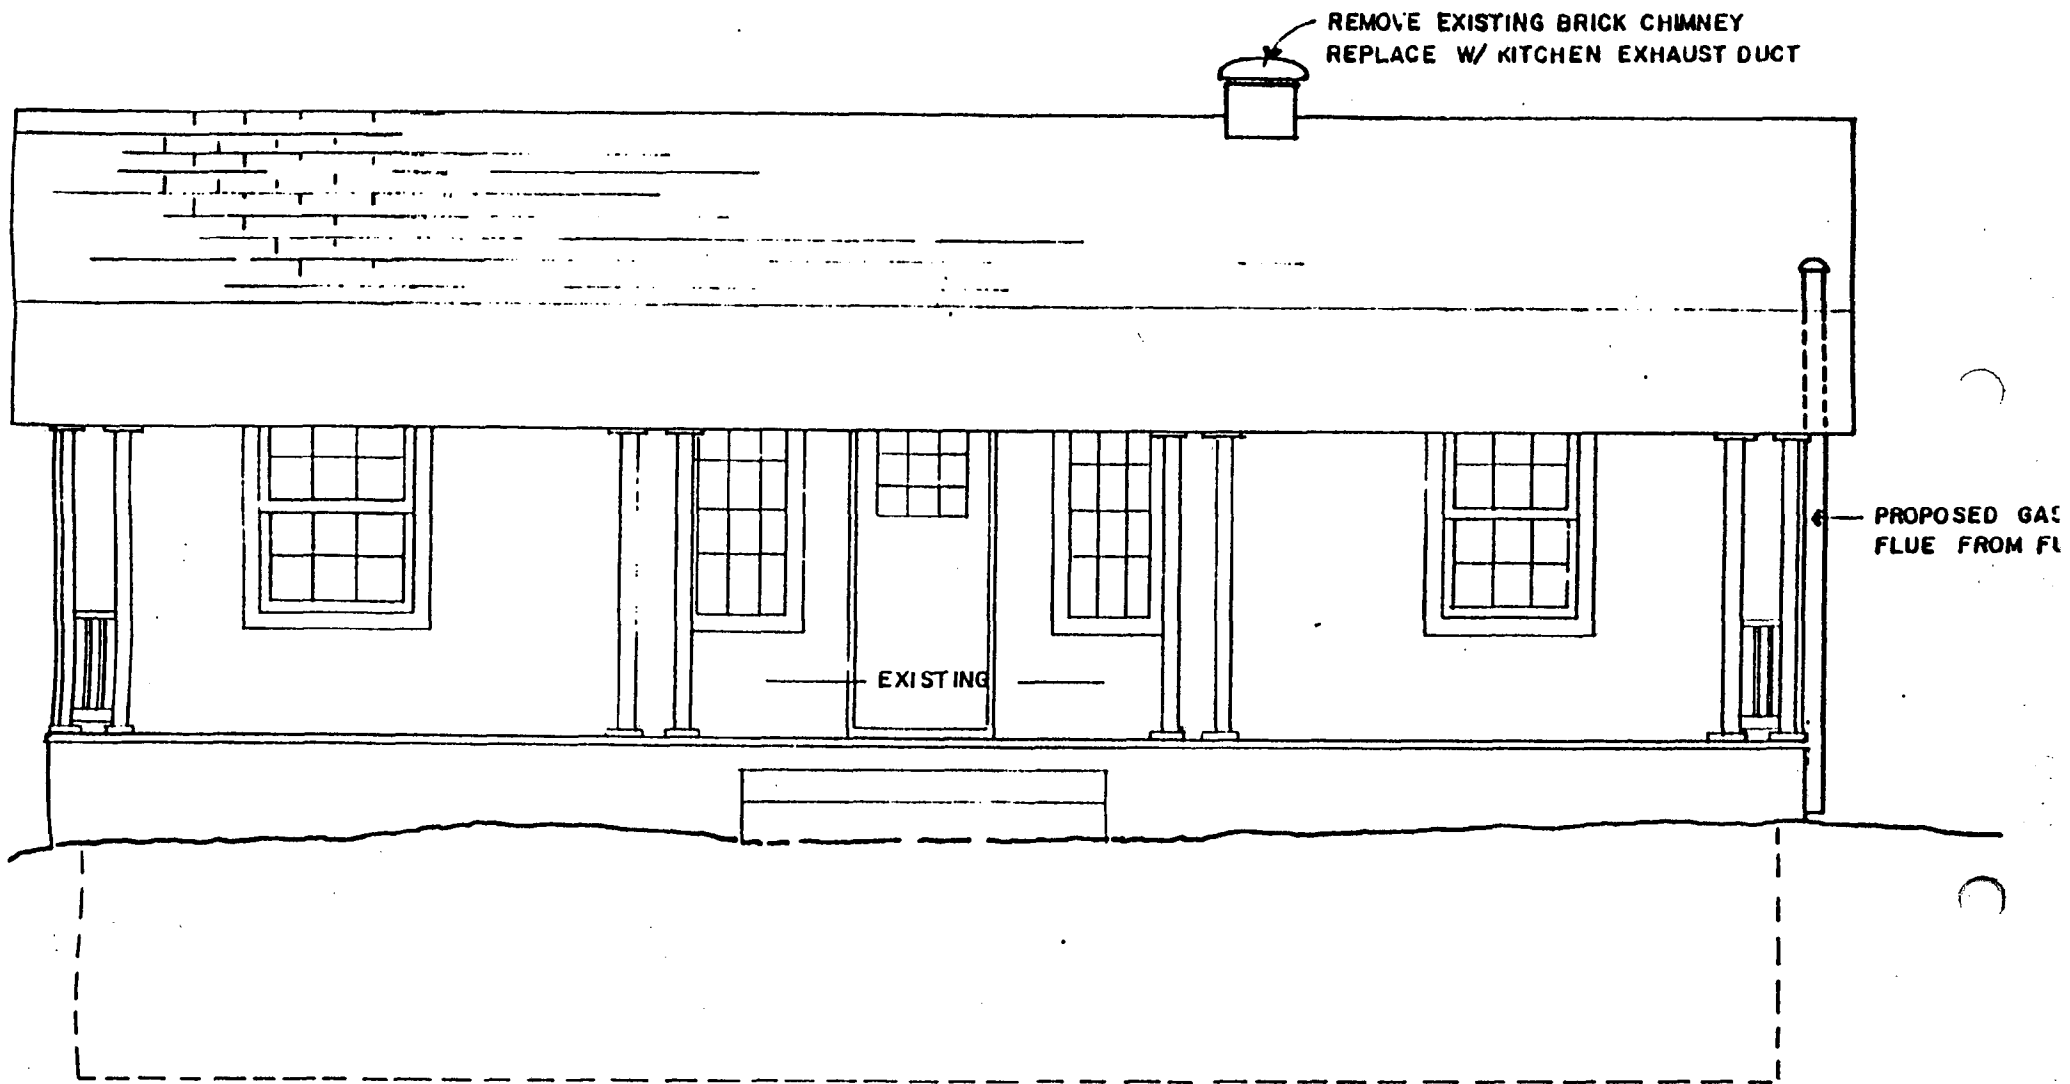 REMOVE EXISTING BRICK CHIMNEY
REPLACE W/ KITCHEN EXHAUST DUCT
PROPOSED
FLUE FROM
EXISTING